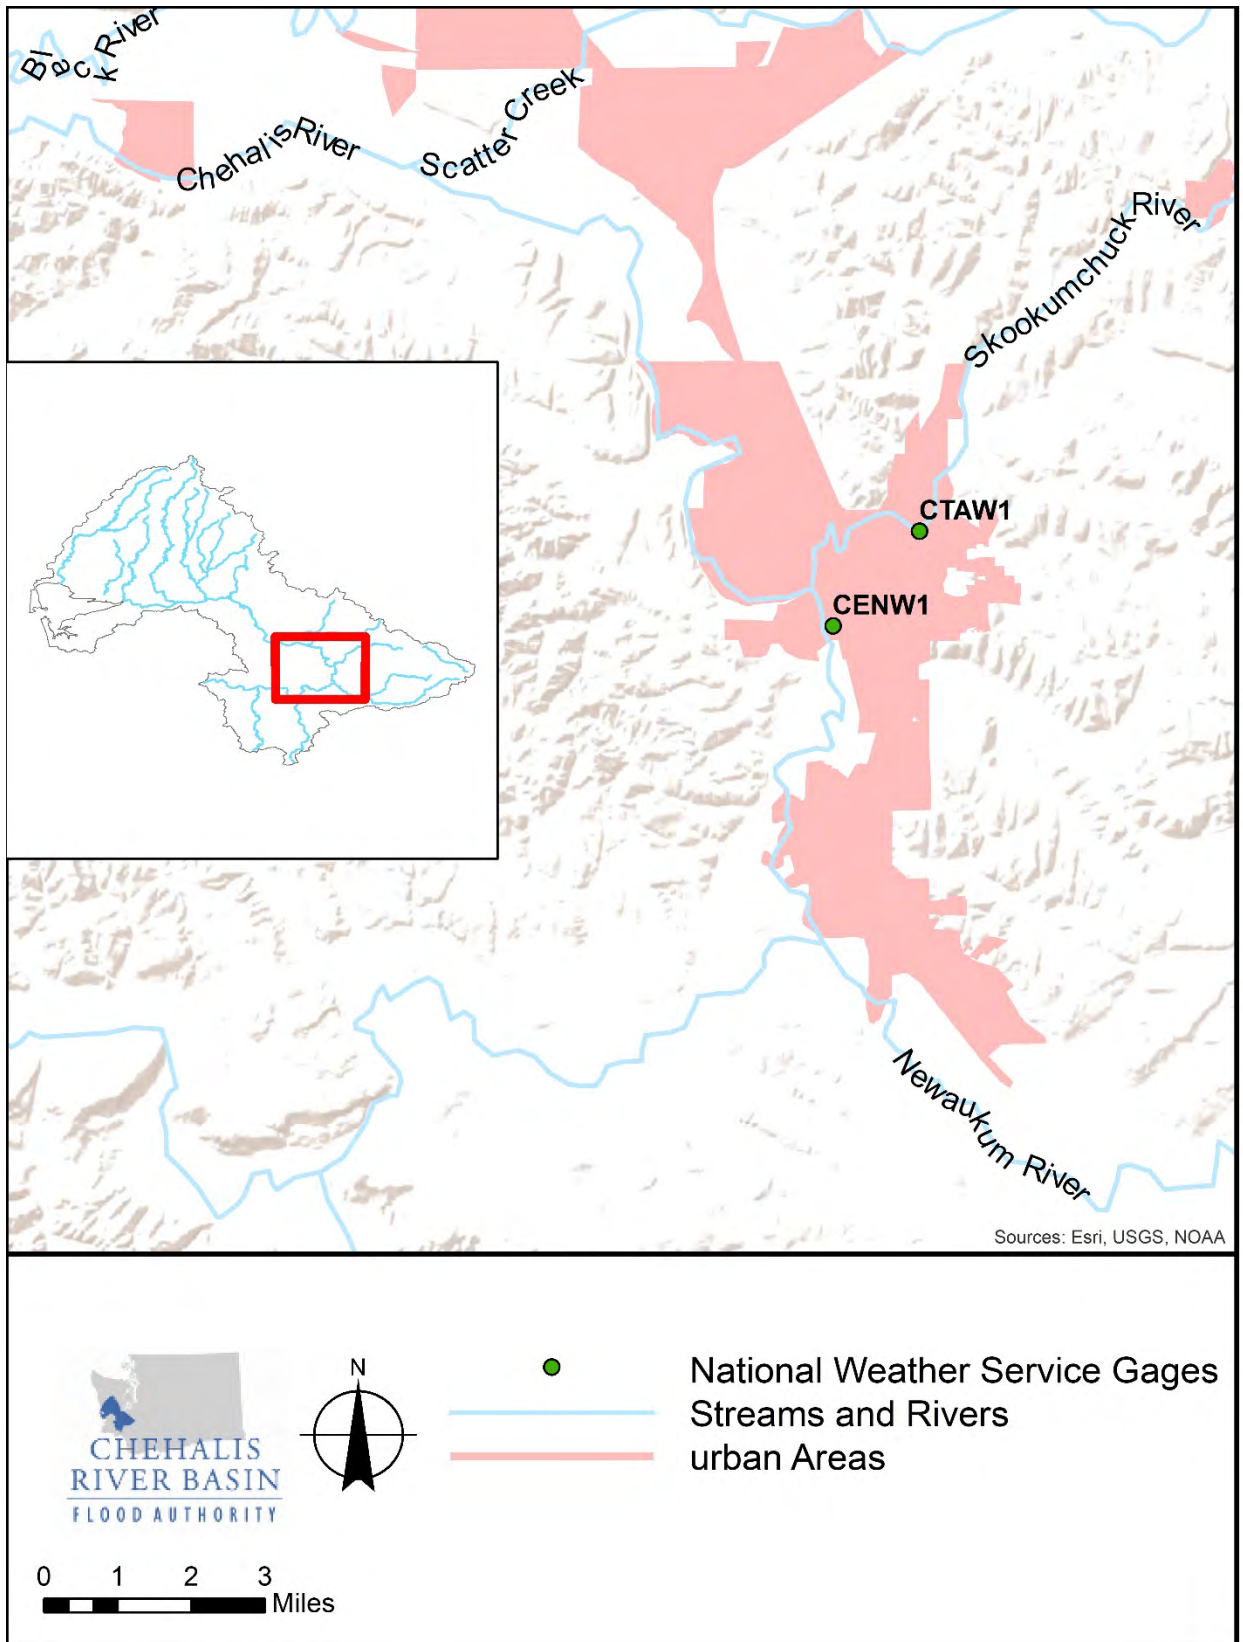 Black River
Chehalis River
Scatter Creek
Skookumchuck River
CTAW1
CENW1
Newaukum River
Sources: Esri, USGS, NOAA
CHEHALIS
RIVER BASIN
FLOOD AUTHORITY
N
National Weather Service Gages
Streams and Rivers
urban Areas
0 1 2 3
Miles